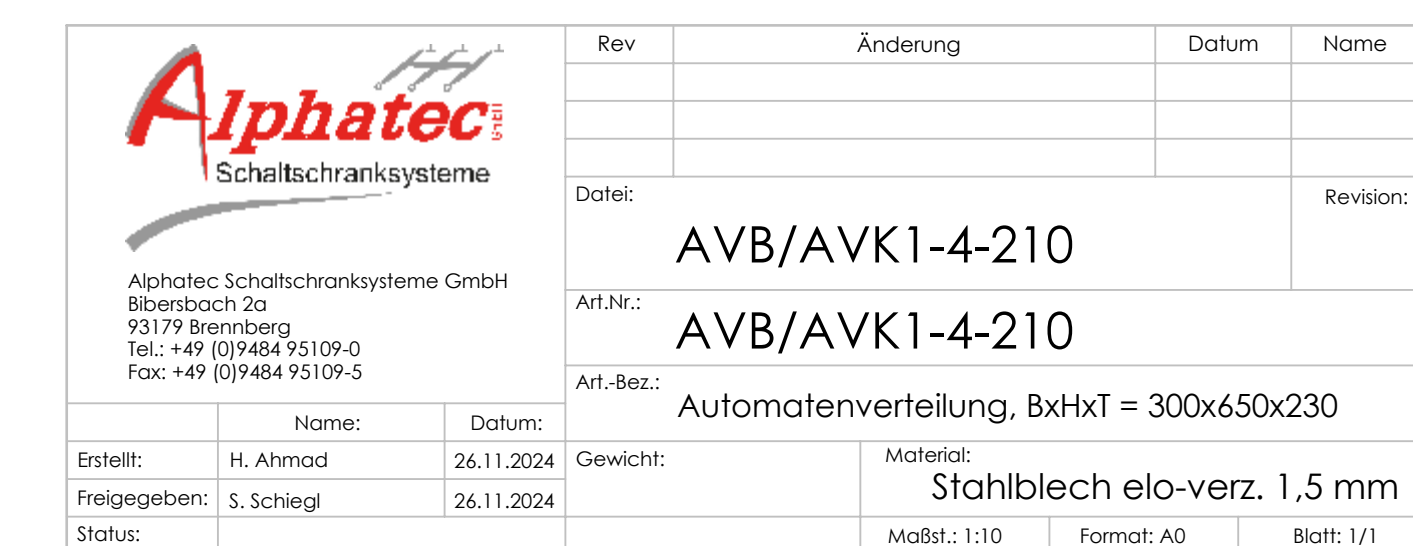 Alphatec GmbH
Schaltschranksysteme
Alphatec Schaltschranksysteme GmbH
Bibersbach 2a
93179 Brennberg
Tel.: +49 (0)9484 95109-0
Fax: +49 (0)9484 95109-5
Name: Datum:
Erstellt: H. Ahmad 26.11.2024
Freigegeben: S. Schiegl 26.11.2024
Status:
Rev Änderung Datum Name
Datei: Revision:
AVB/AVK1-4-210
Art.Nr.:
AVB/AVK1-4-210
Art.-Bez.:
Automatenverteilung, BxHxT = 300x650x230
Gewicht: Material:
Stahlblech elo-verz. 1,5 mm
Maßst.: 1:10 Format: A0 Blatt: 1/1